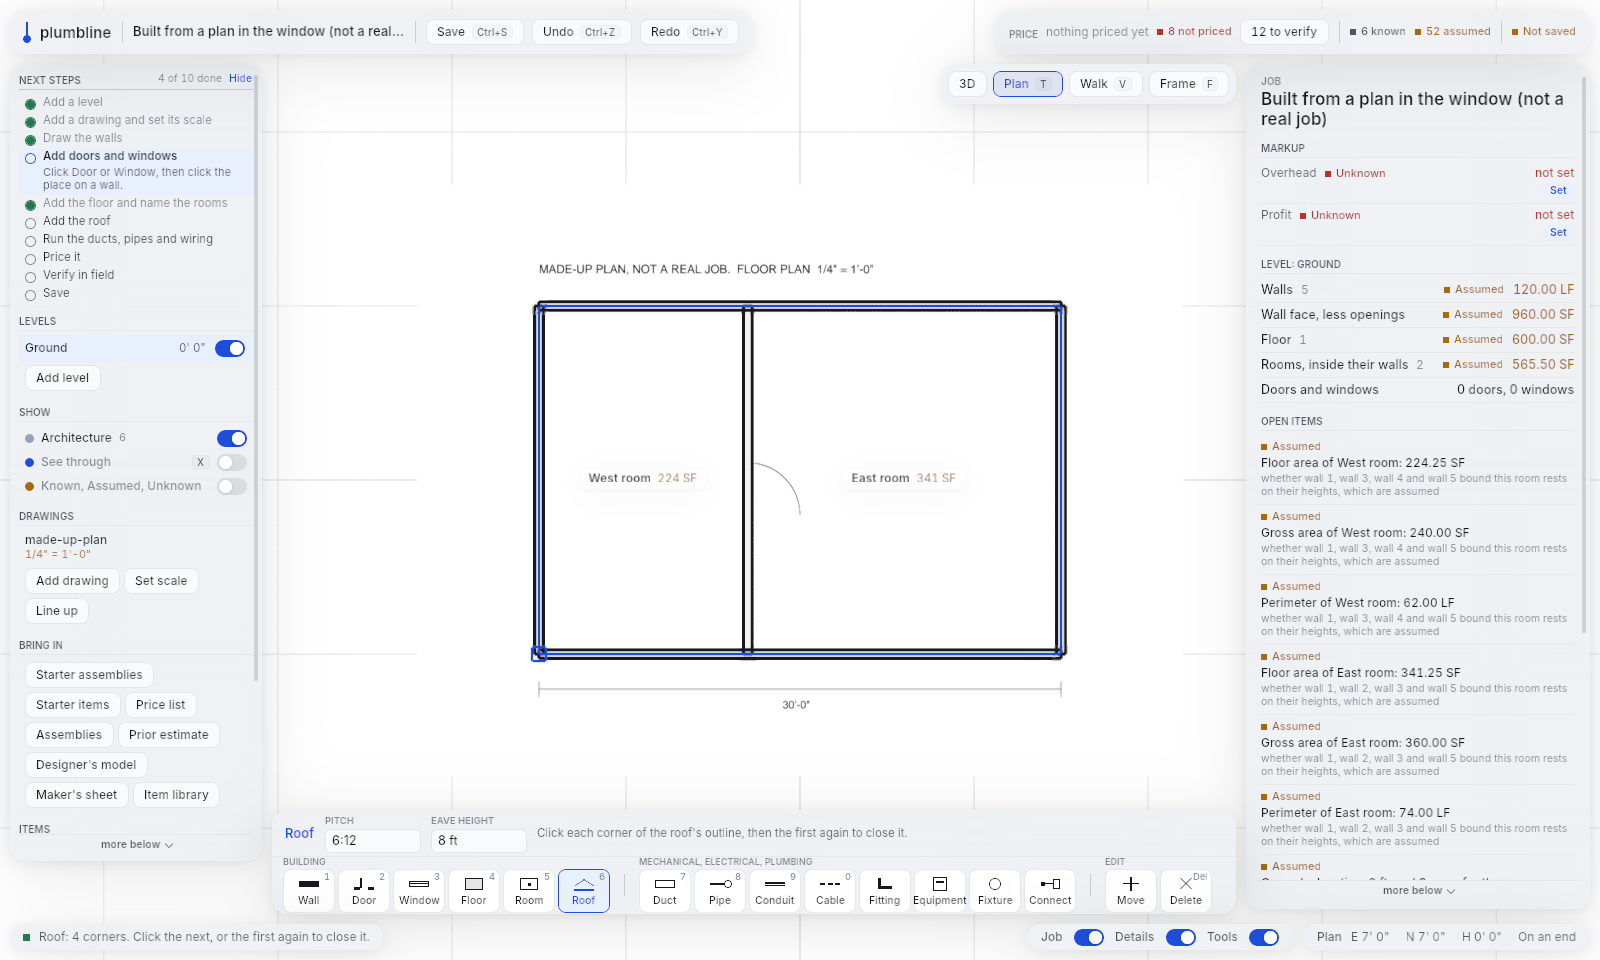 plumbline
Built from a plan in the window (not a real...
Save Ctrl+S
Undo Ctrl+Z
Redo Ctrl+Y
PRICE nothing priced yet 8 not priced 12 to verify 6 known 52 assumed Not saved
3D
Plan T
Walk V
Frame F
NEXT STEPS 4 of 10 done Hide
Add a level
Add a drawing and set its scale
Draw the walls
Add doors and windows
Click Door or Window, then click the
place on a wall.
Add the floor and name the rooms
Add the roof
Run the ducts, pipes and wiring
Price it
Verify in field
Save
LEVELS
Ground 0' 0"
Add level
SHOW
Architecture 6
See through X
Known, Assumed, Unknown
DRAWINGS
made-up-plan
1/4" = 1'-0"
Add drawing Set scale
Line up
BRING IN
Starter assemblies
Starter items Price list
Assemblies Prior estimate
Designer's model
Maker's sheet Item library
ITEMS
more below
MADE-UP PLAN, NOT A REAL JOB. FLOOR PLAN 1/4" = 1'-0"
West room 224 SF
East room 341 SF
30'-0"
JOB
Built from a plan in the window (not a
real job)
MARKUP
Overhead Unknown not set
Set
Profit Unknown not set
Set
LEVEL: GROUND
Walls 5 Assumed 120.00 LF
Wall face, less openings Assumed 960.00 SF
Floor 1 Assumed 600.00 SF
Rooms, inside their walls 2 Assumed 565.50 SF
Doors and windows 0 doors, 0 windows
OPEN ITEMS
Assumed
Floor area of West room: 224.25 SF
whether wall 1, wall 3, wall 4 and wall 5 bound this room rests
on their heights, which are assumed
Assumed
Gross area of West room: 240.00 SF
whether wall 1, wall 3, wall 4 and wall 5 bound this room rests
on their heights, which are assumed
Assumed
Perimeter of West room: 62.00 LF
whether wall 1, wall 3, wall 4 and wall 5 bound this room rests
on their heights, which are assumed
Assumed
Floor area of East room: 341.25 SF
whether wall 1, wall 2, wall 3 and wall 5 bound this room rests
on their heights, which are assumed
Assumed
Gross area of East room: 360.00 SF
whether wall 1, wall 2, wall 3 and wall 5 bound this room rests
on their heights, which are assumed
Assumed
Perimeter of East room: 74.00 LF
whether wall 1, wall 2, wall 3 and wall 5 bound this room rests
on their heights, which are assumed
Assumed
more below
Roof
PITCH
6:12
EAVE HEIGHT
8 ft
Click each corner of the roof's outline, then the first again to close it.
BUILDING
Wall 1
Door 2
Window 3
Floor 4
Room 5
Roof 6
MECHANICAL, ELECTRICAL, PLUMBING
Duct 7
Pipe 8
Conduit 9
Cable 0
Fitting
Equipment
Fixture
Connect
EDIT
Move
Delete Del
Roof: 4 corners. Click the next, or the first again to close it.
Job Details Tools
Plan E 7' 0" N 7' 0" H 0' 0" On an end